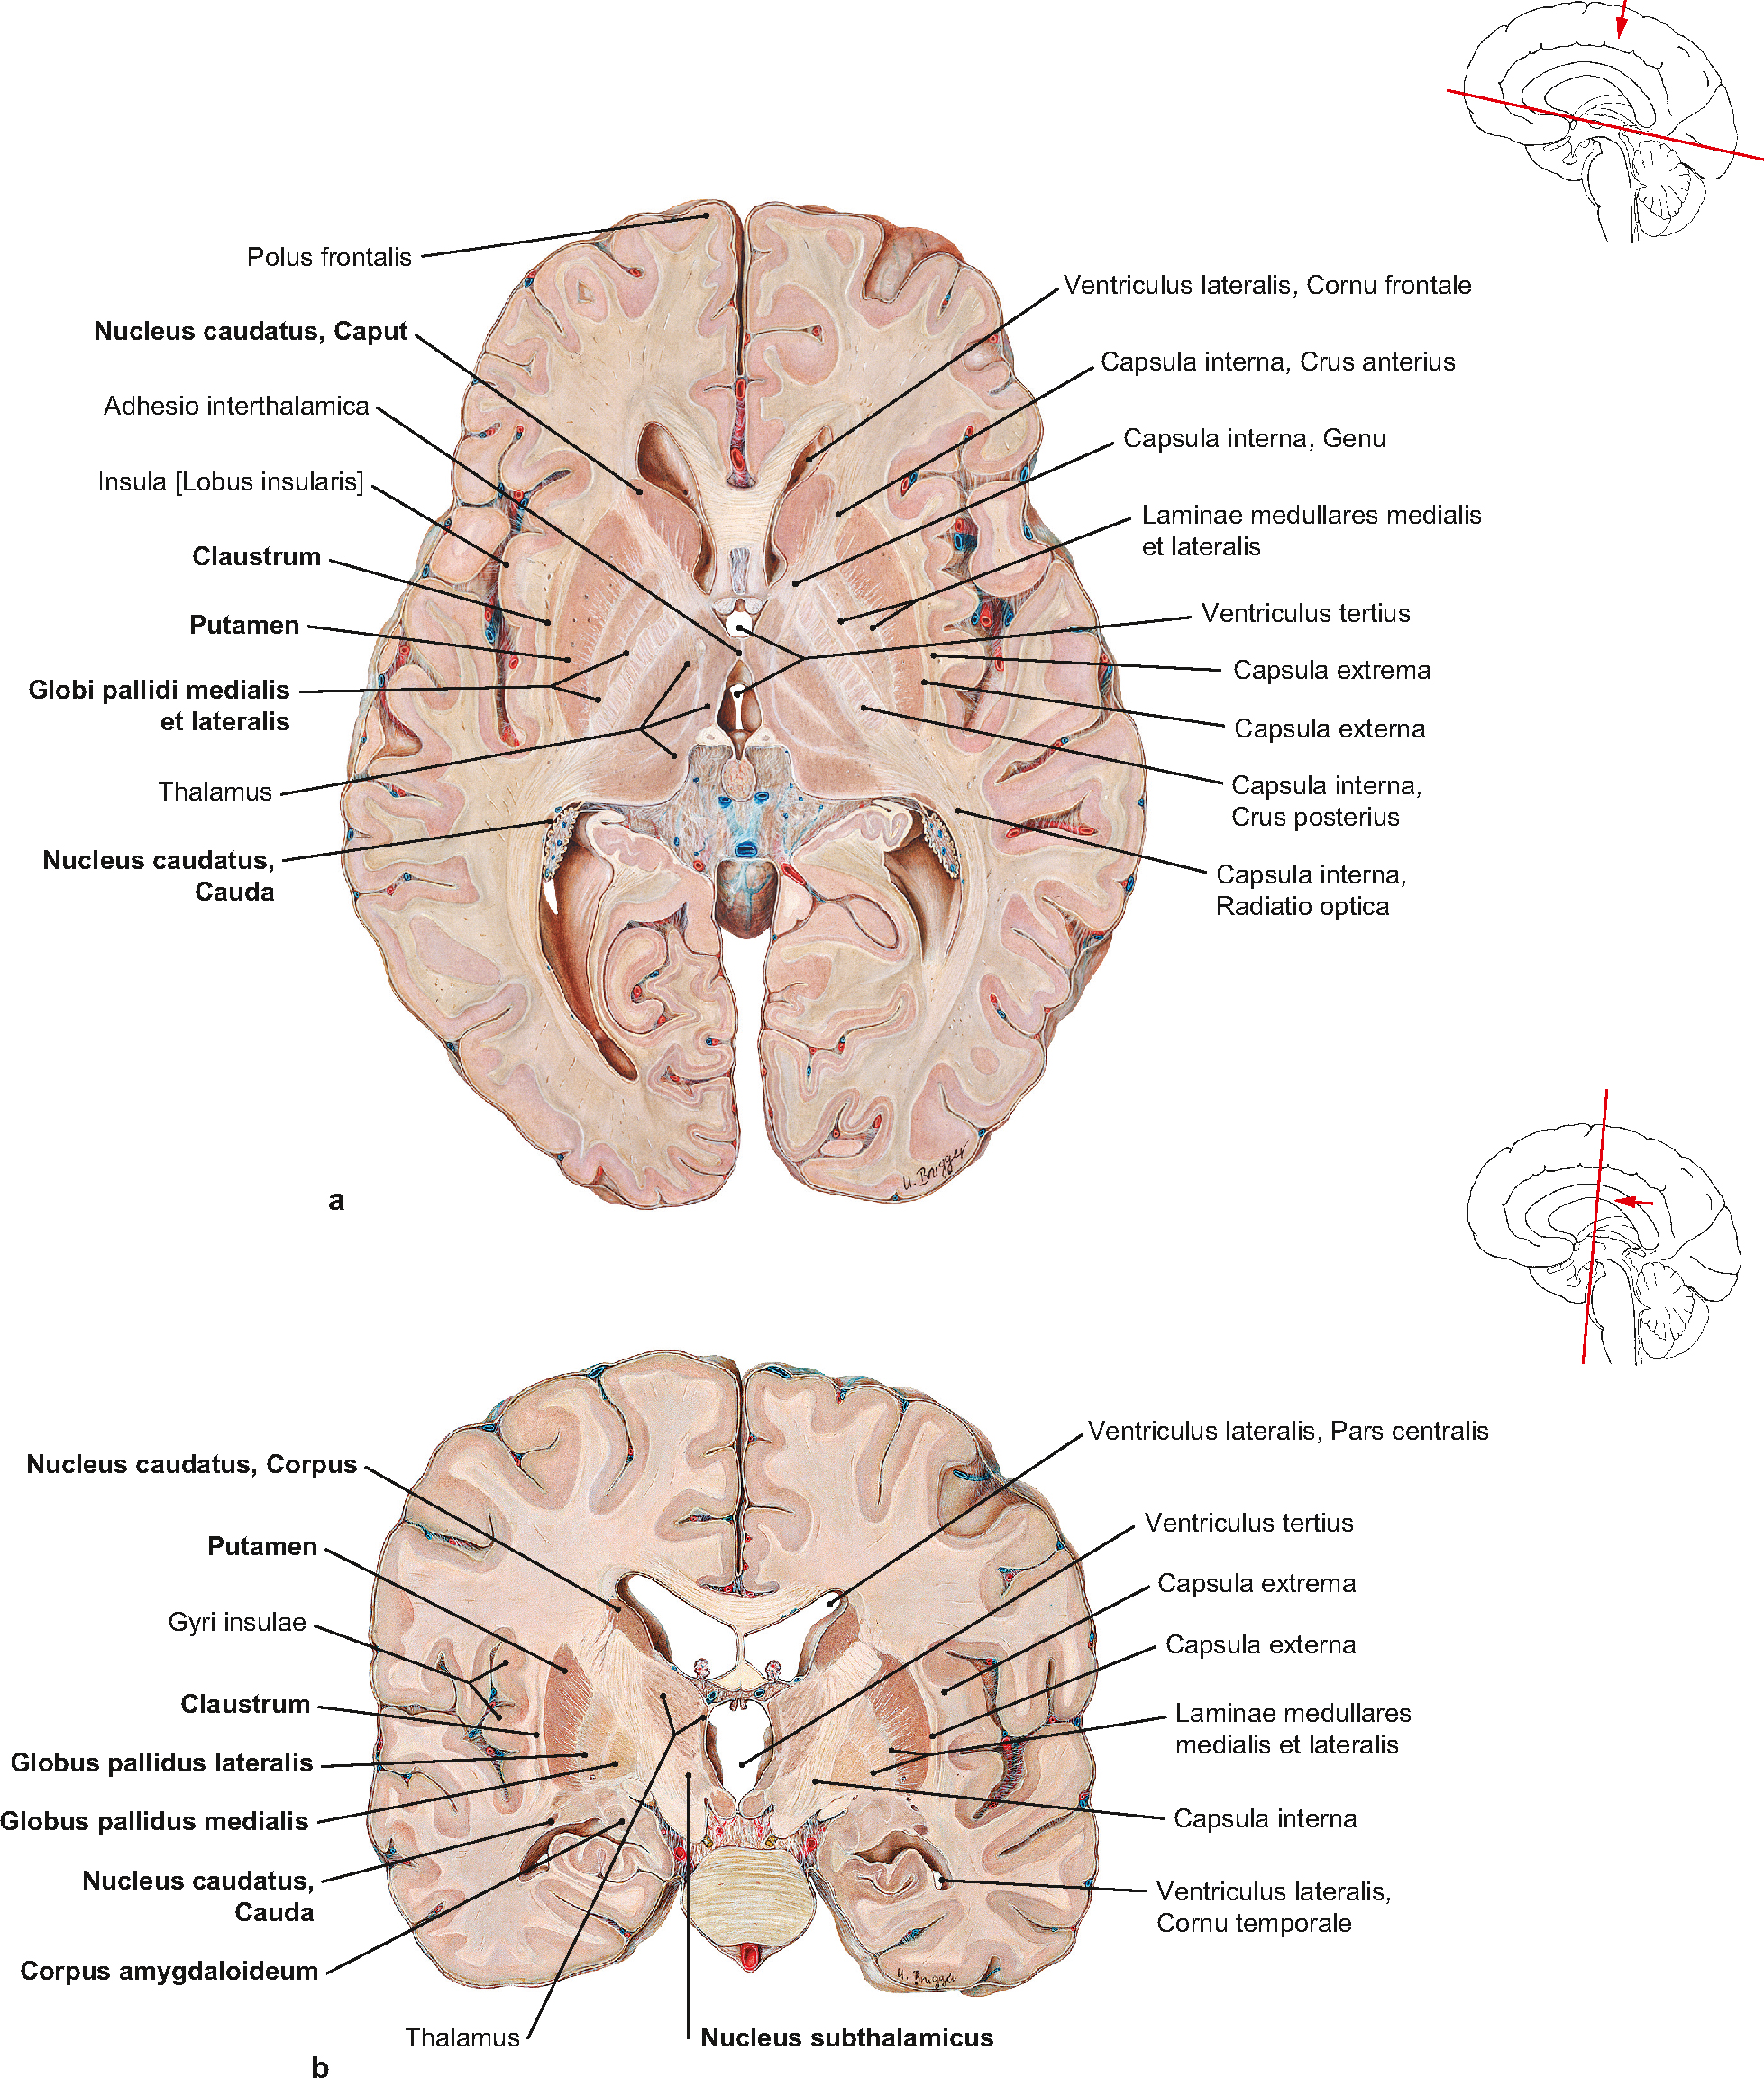 Polus frontalis
Nucleus caudatus, Caput
Adhesio interthalamica
Insula [Lobus insularis]
Claustrum
Putamen
Globi pallidi medialis
et lateralis
Thalamus
Nucleus caudatus,
Cauda
Ventriculus lateralis, Cornu frontale
Capsula interna, Crus anterius
Capsula interna, Genu
Laminae medullares medialis
et lateralis
Ventriculus tertius
Capsula extrema
Capsula externa
Capsula interna,
Crus posterius
Capsula interna,
Radiatio optica
U. Brugger
a
Nucleus caudatus, Corpus
Putamen
Gyri insulae
Claustrum
Globus pallidus lateralis
Globus pallidus medialis
Nucleus caudatus,
Cauda
Corpus amygdaloideum
Thalamus
Nucleus subthalamicus
Ventriculus lateralis, Pars centralis
Ventriculus tertius
Capsula extrema
Capsula externa
Laminae medullares
medialis et lateralis
Capsula interna
Ventriculus lateralis,
Cornu temporale
U. Brugger
b